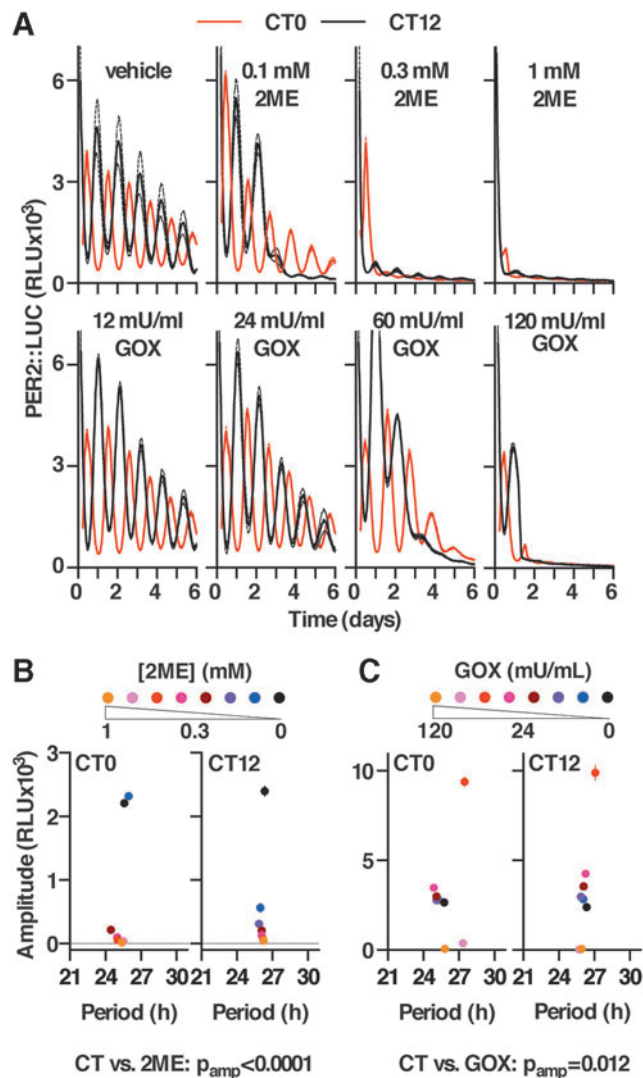 A
CT0 CT12
vehicle 0.1 mM 2ME 0.3 mM 2ME 1 mM 2ME
6
3
0
12 mU/ml GOX 24 mU/ml GOX 60 mU/ml GOX 120 mU/ml GOX
6
3
0
PER2::LUC (RLUx10³)
0 2 4 6 0 2 4 6 0 2 4 6 0 2 4 6
Time (days)
B
[2ME] (mM)
1 0.3 0
CT0 CT12
3
2
1
0
Amplitude (RLUx10³)
21 24 27 30 21 24 27 30
Period (h) Period (h)
CT vs. 2ME: pamp<0.0001
C
GOX (mU/mL)
120 24 0
CT0 CT12
10
5
0
21 24 27 30 21 24 27 30
Period (h) Period (h)
CT vs. GOX: pamp=0.012